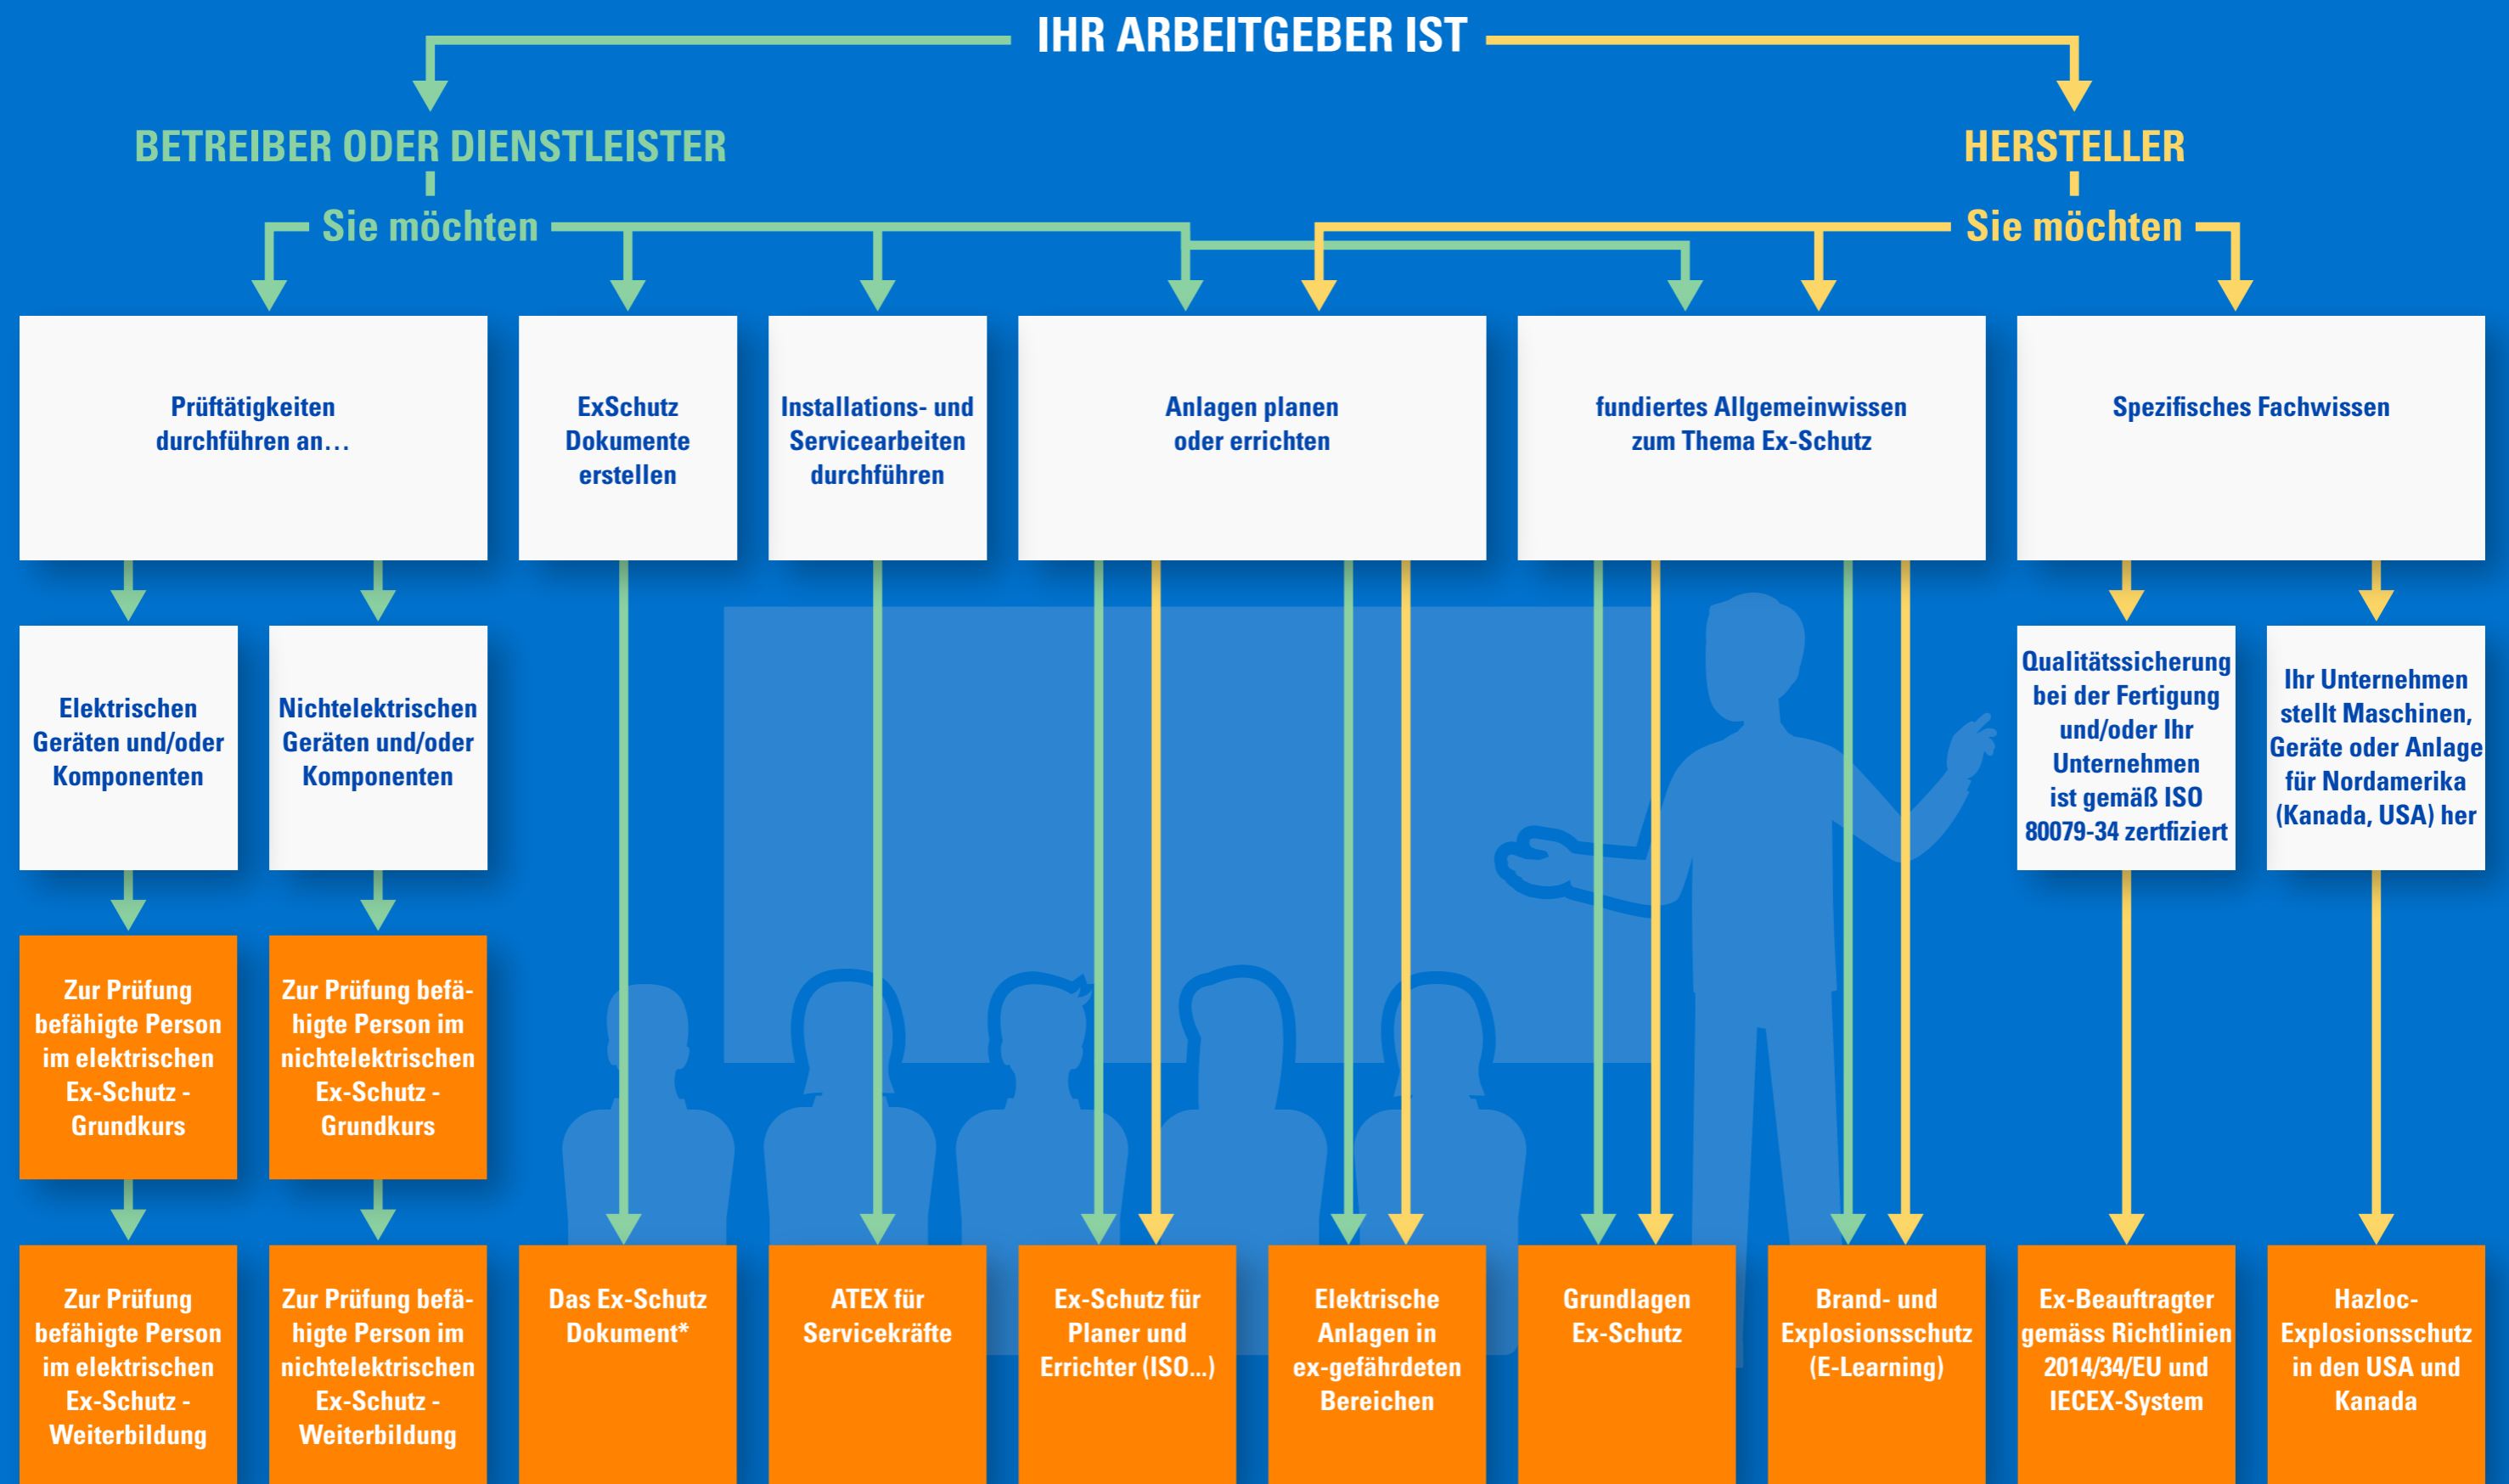 IHR ARBEITGEBER IST
BETREIBER ODER DIENSTLEISTER
HERSTELLER
Sie möchten
Sie möchten
Prüftätigkeiten
durchführen an...
ExSchutz
Dokumente
erstellen
Installations- und
Servicearbeiten
durchführen
Anlagen planen
oder errichten
fundiertes Allgemeinwissen
zum Thema Ex-Schutz
Spezifisches Fachwissen
Elektrischen
Geräten und/oder
Komponenten
Nichtelektrischen
Geräten und/oder
Komponenten
Qualitätssicherung
bei der Fertigung
und/oder Ihr
Unternehmen
ist gemäß ISO
80079-34 zertfiziert
Ihr Unternehmen
stellt Maschinen,
Geräte oder Anlage
für Nordamerika
(Kanada, USA) her
Zur Prüfung
befähigte Person
im elektrischen
Ex-Schutz -
Grundkurs
Zur Prüfung befä-
higte Person im
nichtelektrischen
Ex-Schutz -
Grundkurs
Zur Prüfung
befähigte Person
im elektrischen
Ex-Schutz -
Weiterbildung
Zur Prüfung befä-
higte Person im
nichtelektrischen
Ex-Schutz -
Weiterbildung
Das Ex-Schutz
Dokument*
ATEX für
Servicekräfte
Ex-Schutz für
Planer und
Errichter (ISO...)
Elektrische
Anlagen in
ex-gefährdeten
Bereichen
Grundlagen
Ex-Schutz
Brand- und
Explosionsschutz
(E-Learning)
Ex-Beauftragter
gemäss Richtlinien
2014/34/EU und
IECEX-System
Hazloc-
Explosionsschutz
in den USA und
Kanada